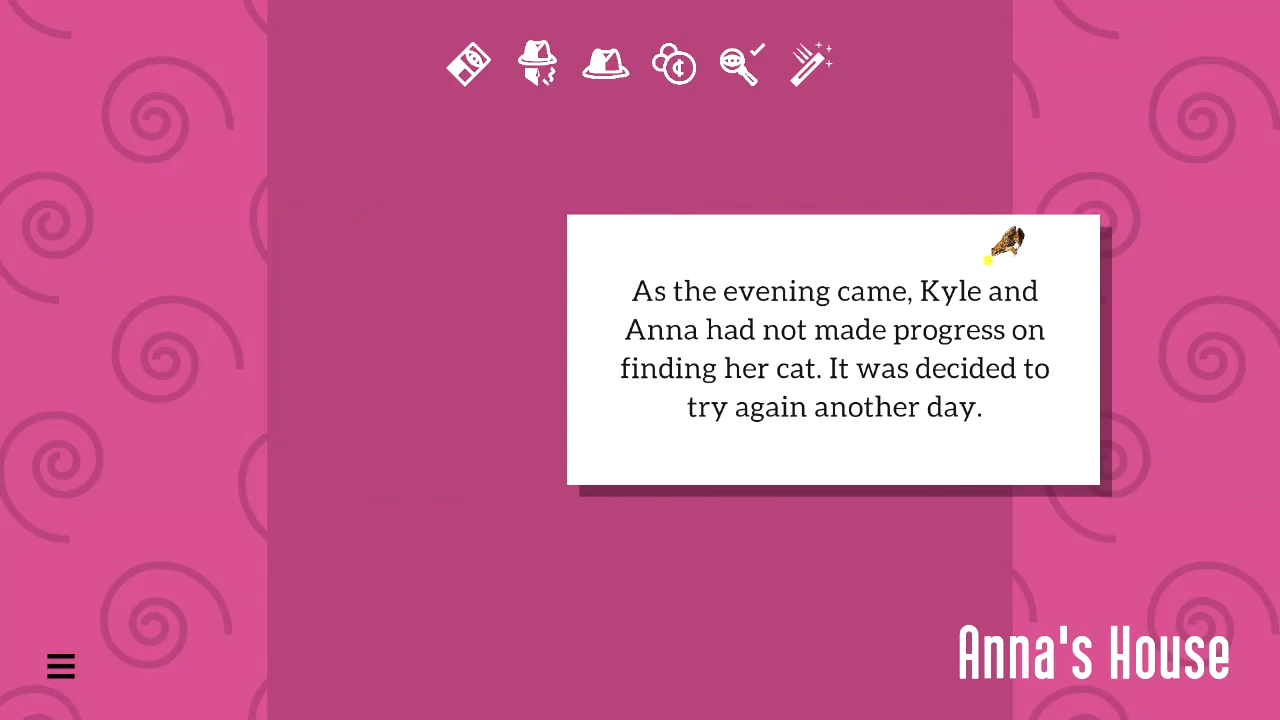 As the evening came, Kyle and
Anna had not made progress on
finding her cat. It was decided to
try again another day.
Anna's House